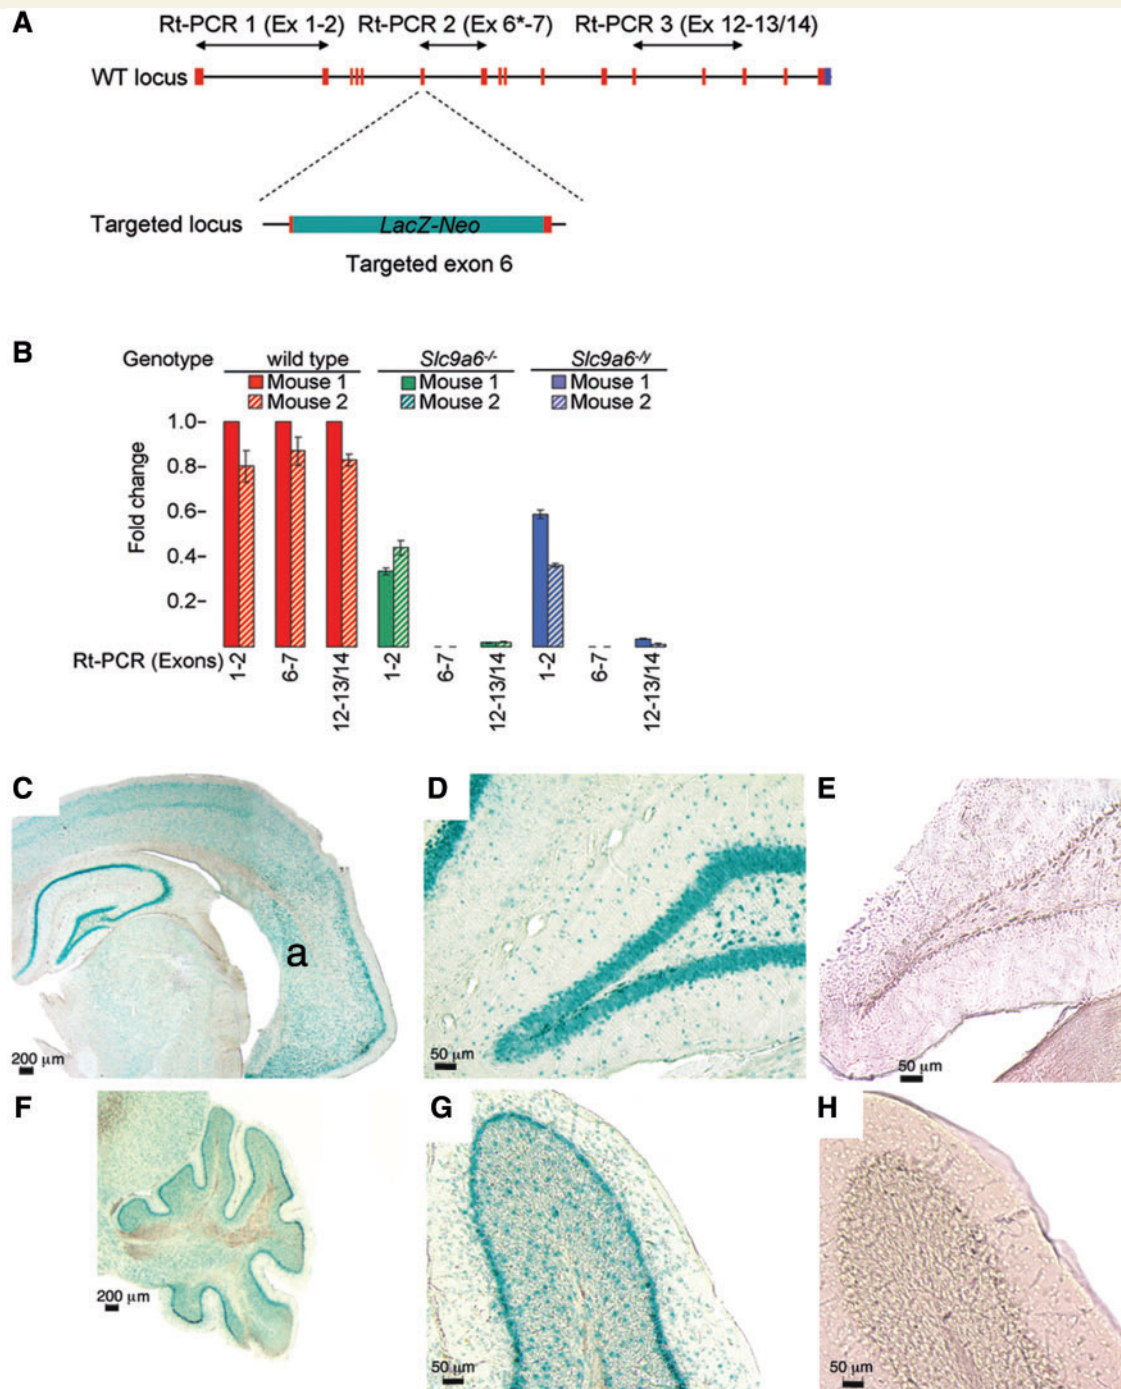 A
Rt-PCR 1 (Ex 1-2) Rt-PCR 2 (Ex 6*-7) Rt-PCR 3 (Ex 12-13/14)
WT locus
Targeted locus
LacZ-Neo
Targeted exon 6
B
Genotype wild type Slc9a6-/- Slc9a6-/y
Mouse 1 Mouse 1 Mouse 1
Mouse 2 Mouse 2 Mouse 2
Fold change
1.0-
0.8-
0.6-
0.4-
0.2-
Rt-PCR (Exons) 1-2 6-7 12-13/14 1-2 6-7 12-13/14 1-2 6-7 12-13/14
C
a
200 μm
D
50 μm
E
50 μm
F
200 μm
G
50 μm
H
50 μm